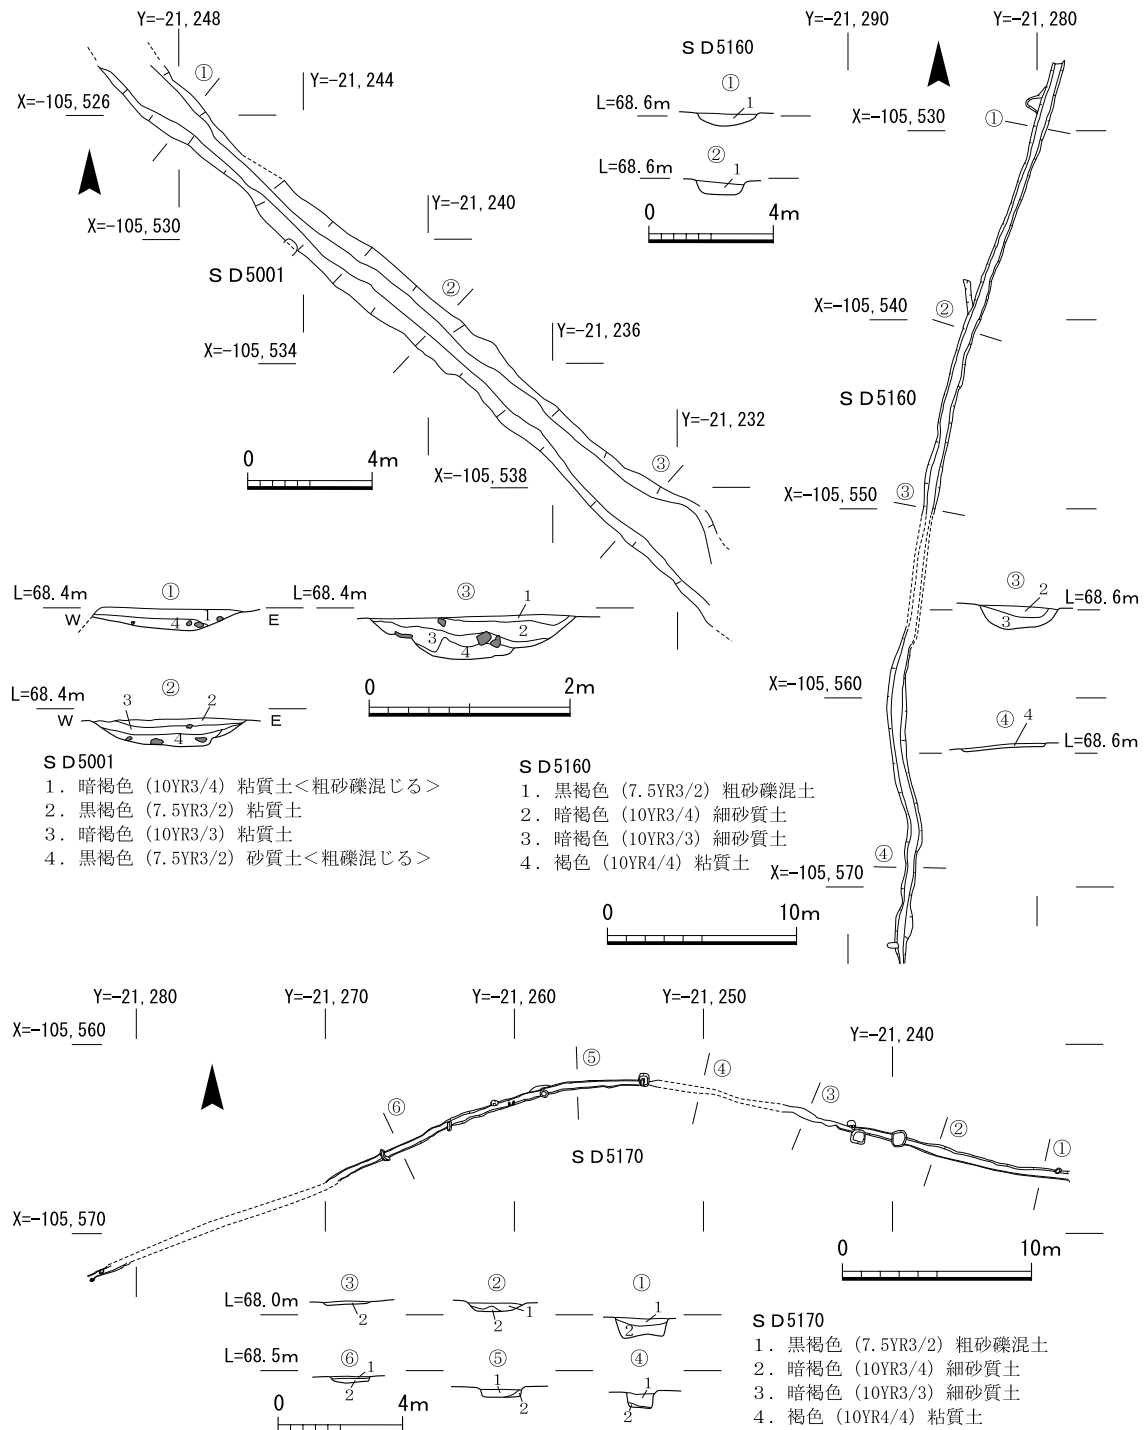 Y=-21,248
①
Y=-21,244
X=-105,526
Y=-21,240
X=-105,530
ＳＤ5001
②
Y=-21,236
X=-105,534
Y=-21,232
0 4m
X=-105,538
③
L=68.4m ① W E
4 1
L=68.4m ③
1
2
3
4
L=68.4m ② W E
3 2
4
0 2m
ＳＤ5001
1．暗褐色（10YR3/4）粘質土＜粗砂礫混じる＞
2．黒褐色（7.5YR3/2）粘質土
3．暗褐色（10YR3/3）粘質土
4．黒褐色（7.5YR3/2）砂質土＜粗礫混じる＞
ＳＤ5160
①
L=68.6m 1
②
L=68.6m 1
0 4m
Y=-21,290 Y=-21,280
①
X=-105,530
X=-105,540 ②
ＳＤ5160
X=-105,550 ③
③
2 L=68.6m
3
X=-105,560
④ 4
L=68.6m
X=-105,570 ④
ＳＤ5160
1．黒褐色（7.5YR3/2）粗砂礫混土
2．暗褐色（10YR3/4）細砂質土
3．暗褐色（10YR3/3）細砂質土
4．褐色（10YR4/4）粘質土
0 10m
Y=-21,280 Y=-21,270 Y=-21,260 Y=-21,250
X=-105,560
Y=-21,240
⑤ ④ ③ ② ①
⑥
ＳＤ5170
X=-105,570
0 10m
③ ② ①
L=68.0m
2 2 1 1 2
L=68.5m ⑥ ⑤ ④
1 2 1 2 1 2
0 4m
ＳＤ5170
1．黒褐色（7.5YR3/2）粗砂礫混土
2．暗褐色（10YR3/4）細砂質土
3．暗褐色（10YR3/3）細砂質土
4．褐色（10YR4/4）粘質土